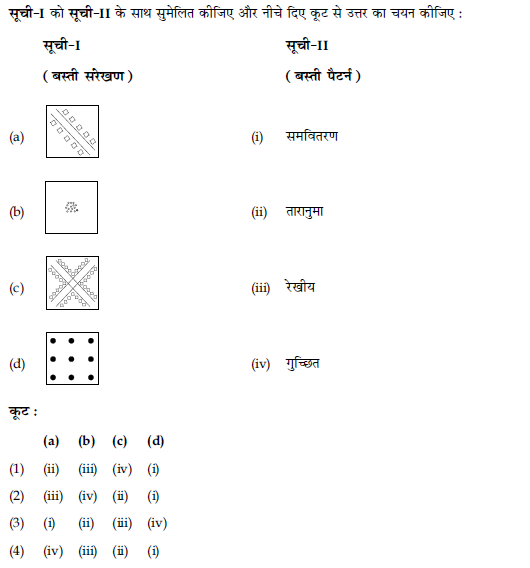 सूची-I को सूची-II के साथ सुमेलित कीजिए और नीचे दिए कूट से उत्तर का चयन कीजिए :
सूची-I सूची-II
( बस्ती सरेखण ) ( बस्ती पैटर्न )
(a) (i) समवितरण
(b) (ii) तारानुमा
(c) (iii) रेखीय
(d) (iv) गुच्छित
कूट :
(a) (b) (c) (d)
(1) (ii) (iii) (iv) (i)
(2) (iii) (iv) (ii) (i)
(3) (i) (ii) (iii) (iv)
(4) (iv) (iii) (ii) (i)